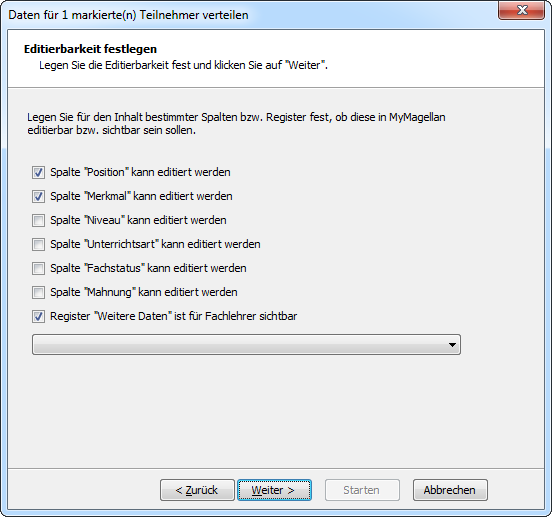 Daten für 1 markierte(n) Teilnehmer verteilen
Editierbarkeit festlegen
Legen Sie die Editierbarkeit fest und klicken Sie auf "Weiter".
Legen Sie für den Inhalt bestimmter Spalten bzw. Register fest, ob diese in MyMagellan
editierbar bzw. sichtbar sein sollen.
Spalte "Position" kann editiert werden
Spalte "Merkmal" kann editiert werden
Spalte "Niveau" kann editiert werden
Spalte "Unterrichtsart" kann editiert werden
Spalte "Fachstatus" kann editiert werden
Spalte "Mahnung" kann editiert werden
Register "Weitere Daten" ist für Fachlehrer sichtbar
< Zurück Weiter > Starten Abbrechen